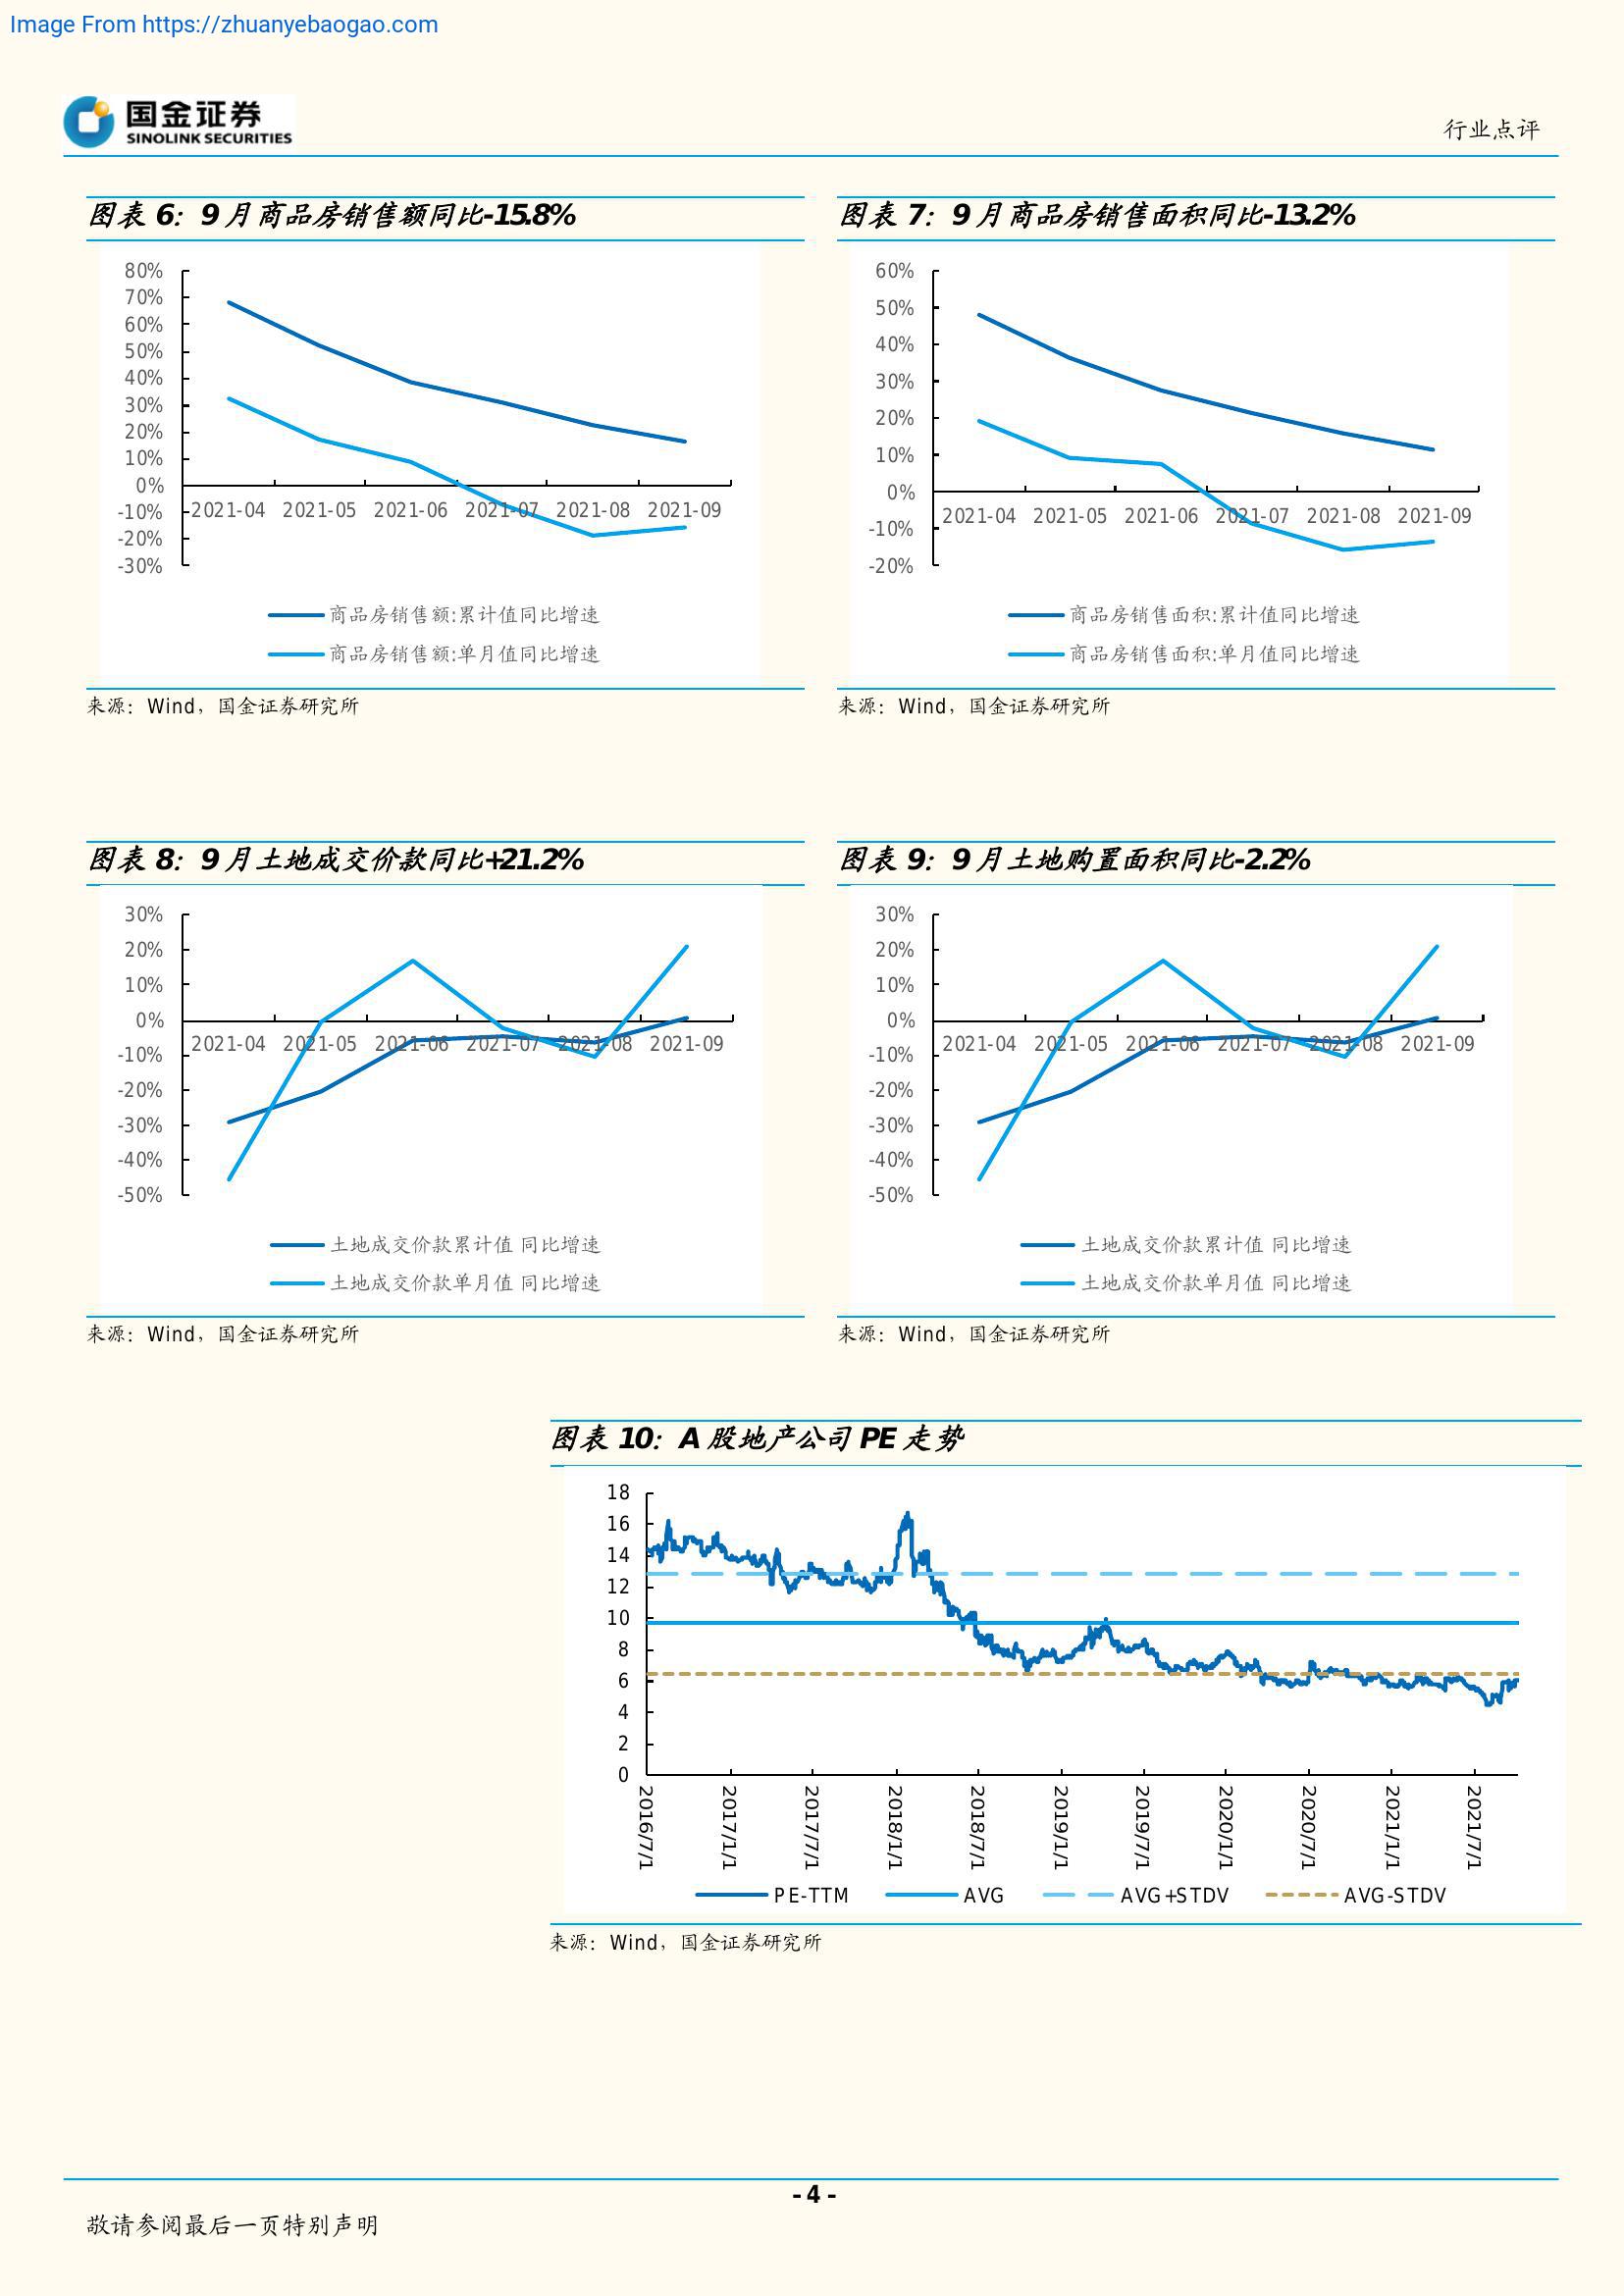 Image From https://zhuanyebaogao.com
国金证券
SINOLINK SECURITIES
行业点评
图表 6：9 月商品房销售额同比-15.8%
80%
70%
60%
50%
40%
30%
20%
10%
0%
-10%
-20%
-30%
2021-04 2021-05 2021-06 2021-07 2021-08 2021-09
商品房销售额:累计值同比增速
商品房销售额:单月值同比增速
来源：Wind，国金证券研究所
图表 7：9 月商品房销售面积同比-13.2%
60%
50%
40%
30%
20%
10%
0%
-10%
-20%
2021-04 2021-05 2021-06 2021-07 2021-08 2021-09
商品房销售面积:累计值同比增速
商品房销售面积:单月值同比增速
来源：Wind，国金证券研究所
图表 8：9 月土地成交价款同比+21.2%
30%
20%
10%
0%
-10%
-20%
-30%
-40%
-50%
2021-04 2021-05 2021-06 2021-07 2021-08 2021-09
土地成交价款累计值 同比增速
土地成交价款单月值 同比增速
来源：Wind，国金证券研究所
图表 9：9 月土地购置面积同比-2.2%
30%
20%
10%
0%
-10%
-20%
-30%
-40%
-50%
2021-04 2021-05 2021-06 2021-07 2021-08 2021-09
土地成交价款累计值 同比增速
土地成交价款单月值 同比增速
来源：Wind，国金证券研究所
图表 10：A 股地产公司 PE 走势
18
16
14
12
10
8
6
4
2
0
2016/7/1 2017/1/1 2017/7/1 2018/1/1 2018/7/1 2019/1/1 2019/7/1 2020/1/1 2020/7/1 2021/1/1 2021/7/1
PE-TTM AVG AVG+STDV AVG-STDV
来源：Wind，国金证券研究所
- 4 -
敬请参阅最后一页特别声明